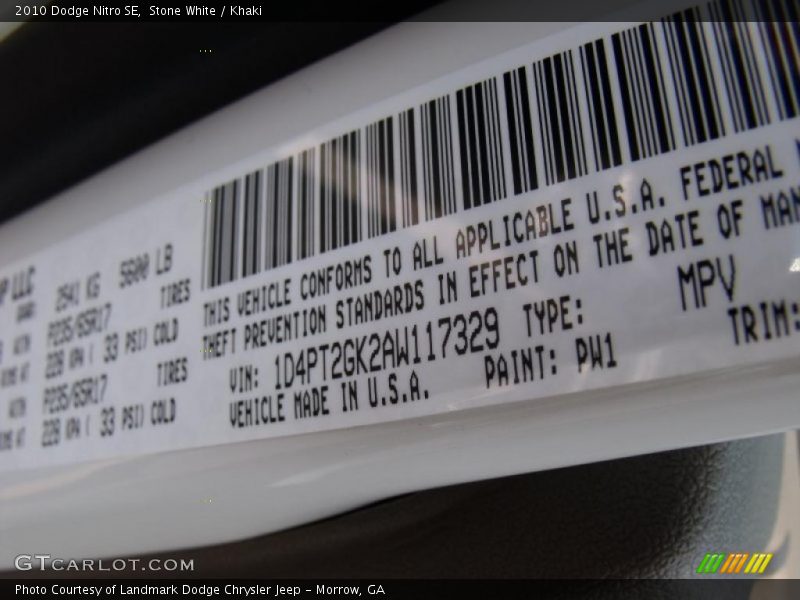 2010 Dodge Nitro SE, Stone White / Khaki
LLC
2541 KG 5600 LB
TIRES
P235/65R17
228 KPA ( 33 PSI) COLD
TIRES
P235/65R17
228 KPA ( 33 PSI) COLD
THIS VEHICLE CONFORMS TO ALL APPLICABLE U.S.A. FEDERAL
THEFT PREVENTION STANDARDS IN EFFECT ON THE DATE OF MAN
VIN: 1D4PT2GK2AW117329 TYPE: MPV
VEHICLE MADE IN U.S.A. PAINT: PW1 TRIM:
GTCARLOT.COM
Photo Courtesy of Landmark Dodge Chrysler Jeep - Morrow, GA